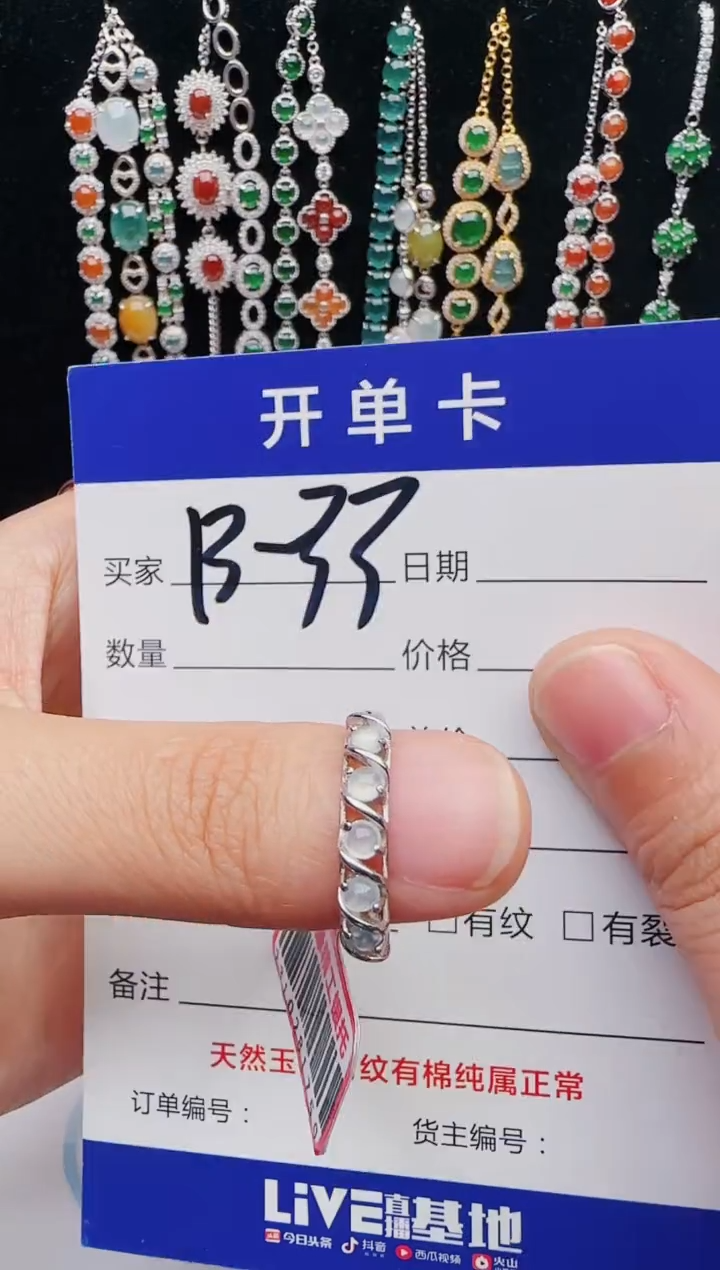 开单卡
买家 B-33 日期
数量 价格
□有纹 □有裂
备注
天然玉 纹有棉纯属正常
订单编号： 货主编号：
LiVE直播基地
今日头条 抖音 西瓜视频 火山